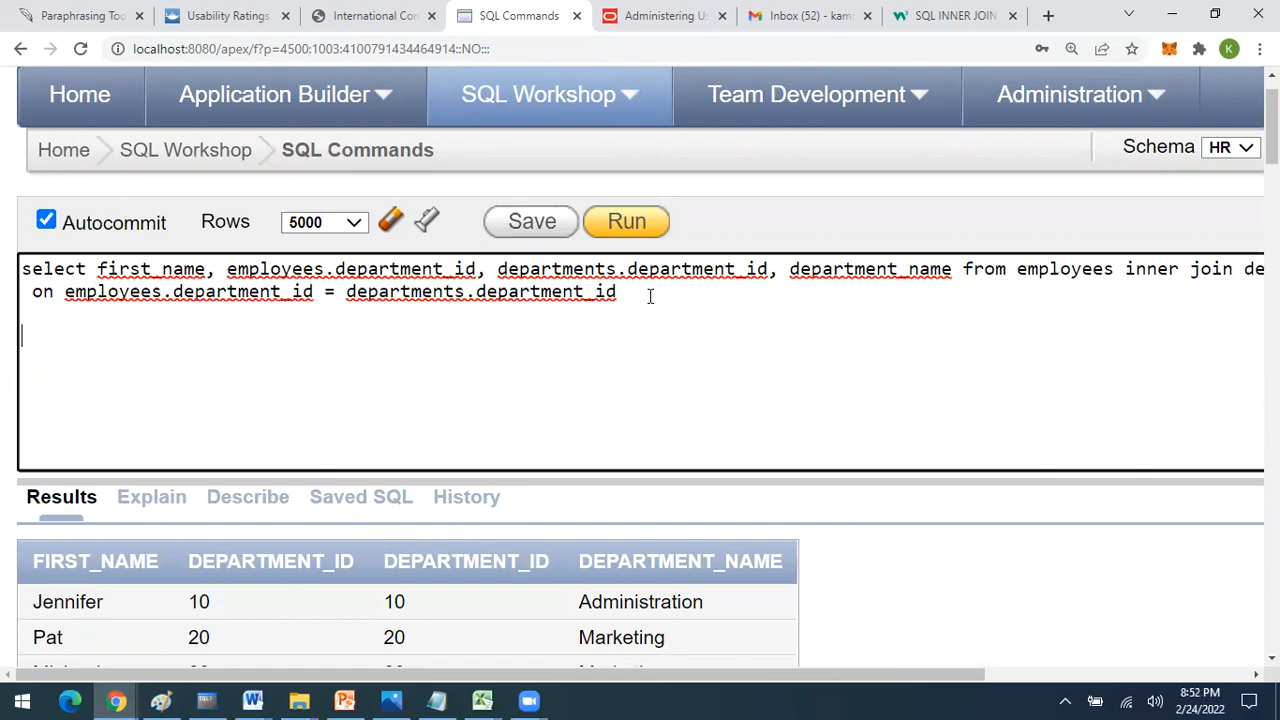 Paraphrasing Too
Usability Ratings
International Con
SQL Commands
Administering Us
Inbox (52) - kamr
SQL INNER JOIN
localhost:8080/apex/f?p=4500:1003:4100791434464914::NO:::
K
Home
Application Builder
SQL Workshop
Team Development
Administration
Home
SQL Workshop
SQL Commands
Schema
HR
Autocommit
Rows
5000
Save
Run
select first_name, employees.department_id, departments.department_id, department_name from employees inner join de
on employees.department_id = departments.department_id
Results
Explain
Describe
Saved SQL
History
FIRST_NAME DEPARTMENT_ID DEPARTMENT_ID DEPARTMENT_NAME
Jennifer 10 10 Administration
Pat 20 20 Marketing
8:52 PM
2/24/2022